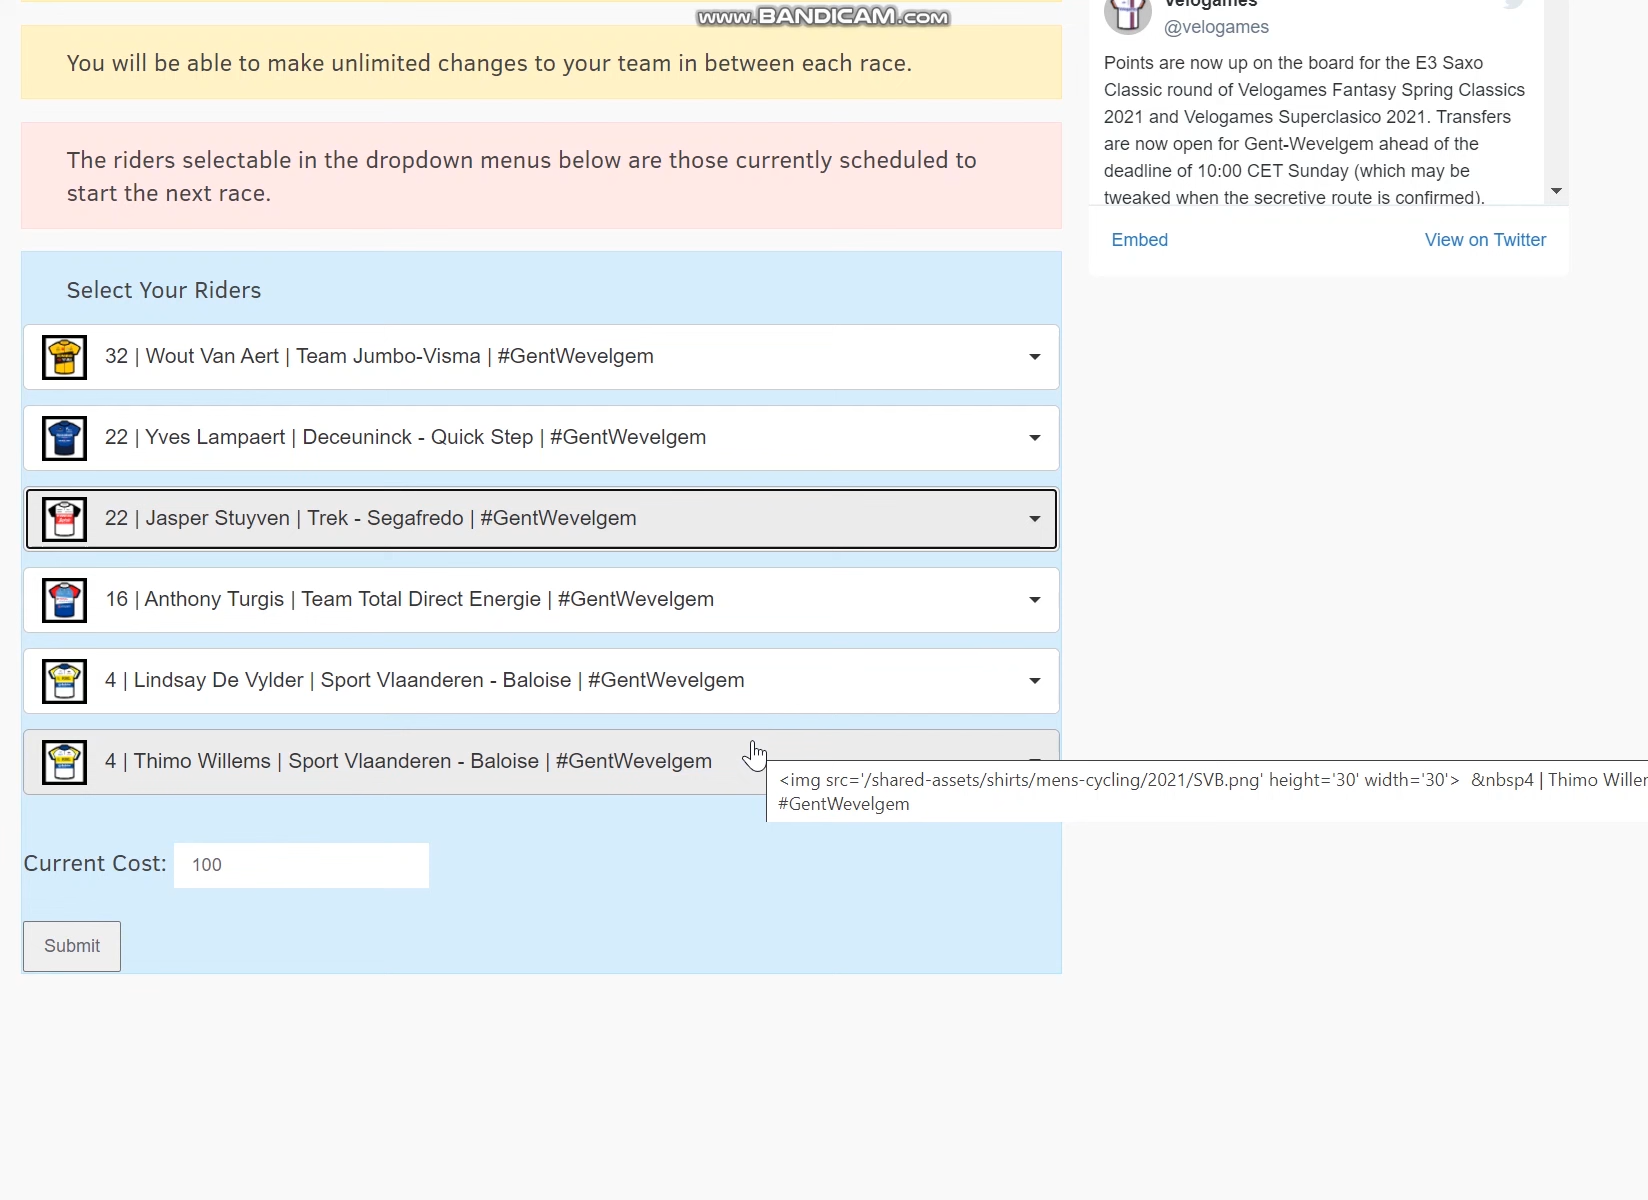 www.BANDICAM.com
You will be able to make unlimited changes to your team in between each race.
The riders selectable in the dropdown menus below are those currently scheduled to
start the next race.
Select Your Riders
32 | Wout Van Aert | Team Jumbo-Visma | #GentWevelgem
22 | Yves Lampaert | Deceuninck - Quick Step | #GentWevelgem
22 | Jasper Stuyven | Trek - Segafredo | #GentWevelgem
16 | Anthony Turgis | Team Total Direct Energie | #GentWevelgem
4 | Lindsay De Vylder | Sport Vlaanderen - Baloise | #GentWevelgem
4 | Thimo Willems | Sport Vlaanderen - Baloise | #GentWevelgem
<img src='/shared-assets/shirts/mens-cycling/2021/SVB.png' height='30' width='30'> &nbsp4 | Thimo Willer
#GentWevelgem
Current Cost: 100
Submit
Velogames
@velogames
Points are now up on the board for the E3 Saxo
Classic round of Velogames Fantasy Spring Classics
2021 and Velogames Superclasico 2021. Transfers
are now open for Gent-Wevelgem ahead of the
deadline of 10:00 CET Sunday (which may be
tweaked when the secretive route is confirmed).
Embed
View on Twitter